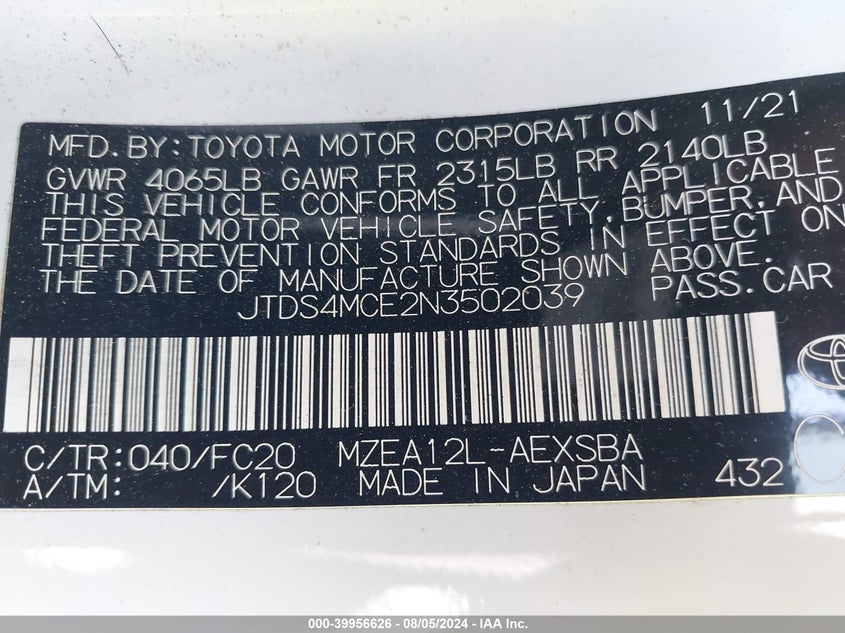 MFD. BY: TOYOTA MOTOR CORPORATION 11/21
GVWR 4065LB GAWR FR 2315LB RR 2140LB
THIS VEHICLE CONFORMS TO ALL APPLICABLE
FEDERAL MOTOR VEHICLE SAFETY, BUMPER, AND
THEFT PREVENTION STANDARDS IN EFFECT ON
THE DATE OF MANUFACTURE SHOWN ABOVE.
JTDS4MCE2N3502039 PASS. CAR
C/TR: 040/FC20 MZEA12L-AEXSBA
A/TM: /K120 MADE IN JAPAN 432
000-39956626 - 08/05/2024 - IAA, Inc.